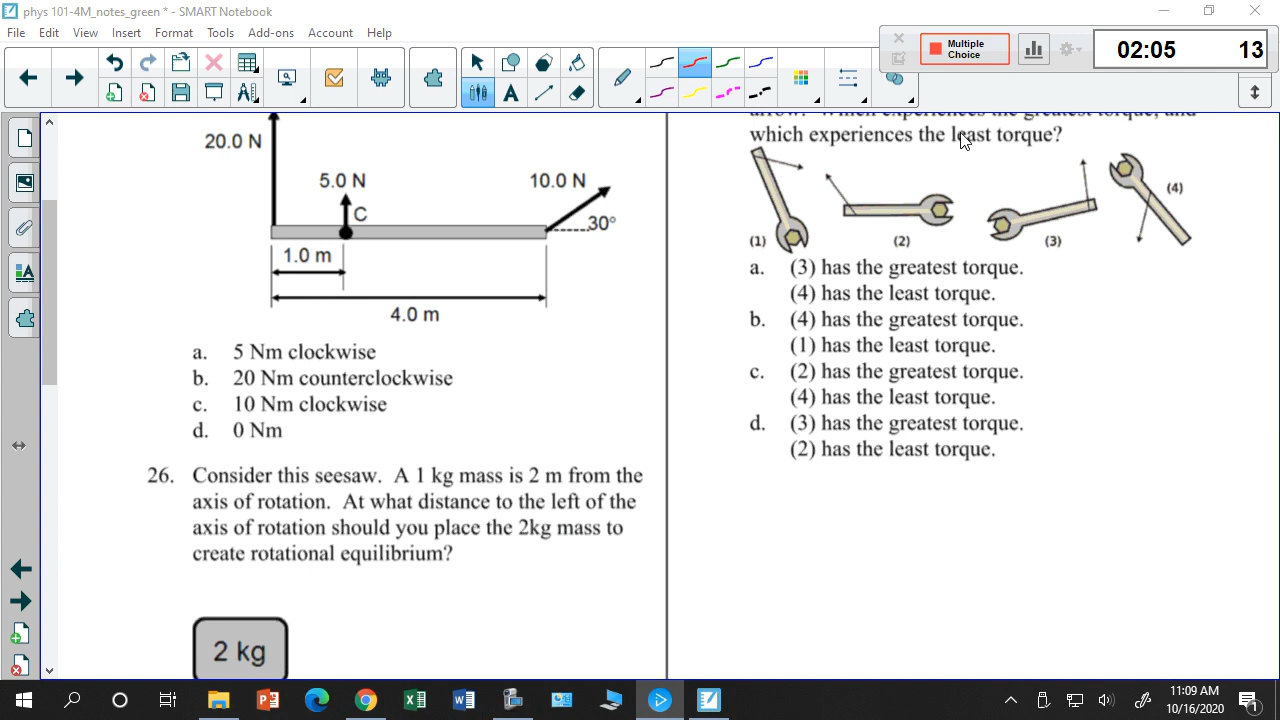 phys 101-4M_notes_green * - SMART Notebook
File Edit View Insert Format Tools Add-ons Account Help
Multiple
Choice
02:05 13
20.0 N
5.0 N
10.0 N
C
30°
1.0 m
4.0 m
a. 5 Nm clockwise
b. 20 Nm counterclockwise
c. 10 Nm clockwise
d. 0 Nm
26. Consider this seesaw. A 1 kg mass is 2 m from the
axis of rotation. At what distance to the left of the
axis of rotation should you place the 2kg mass to
create rotational equilibrium?
2 kg
arrow. Which experiences the greatest torque, and
which experiences the least torque?
(1)
(2)
(3)
(4)
a. (3) has the greatest torque.
(4) has the least torque.
b. (4) has the greatest torque.
(1) has the least torque.
c. (2) has the greatest torque.
(4) has the least torque.
d. (3) has the greatest torque.
(2) has the least torque.
11:09 AM
10/16/2020
1